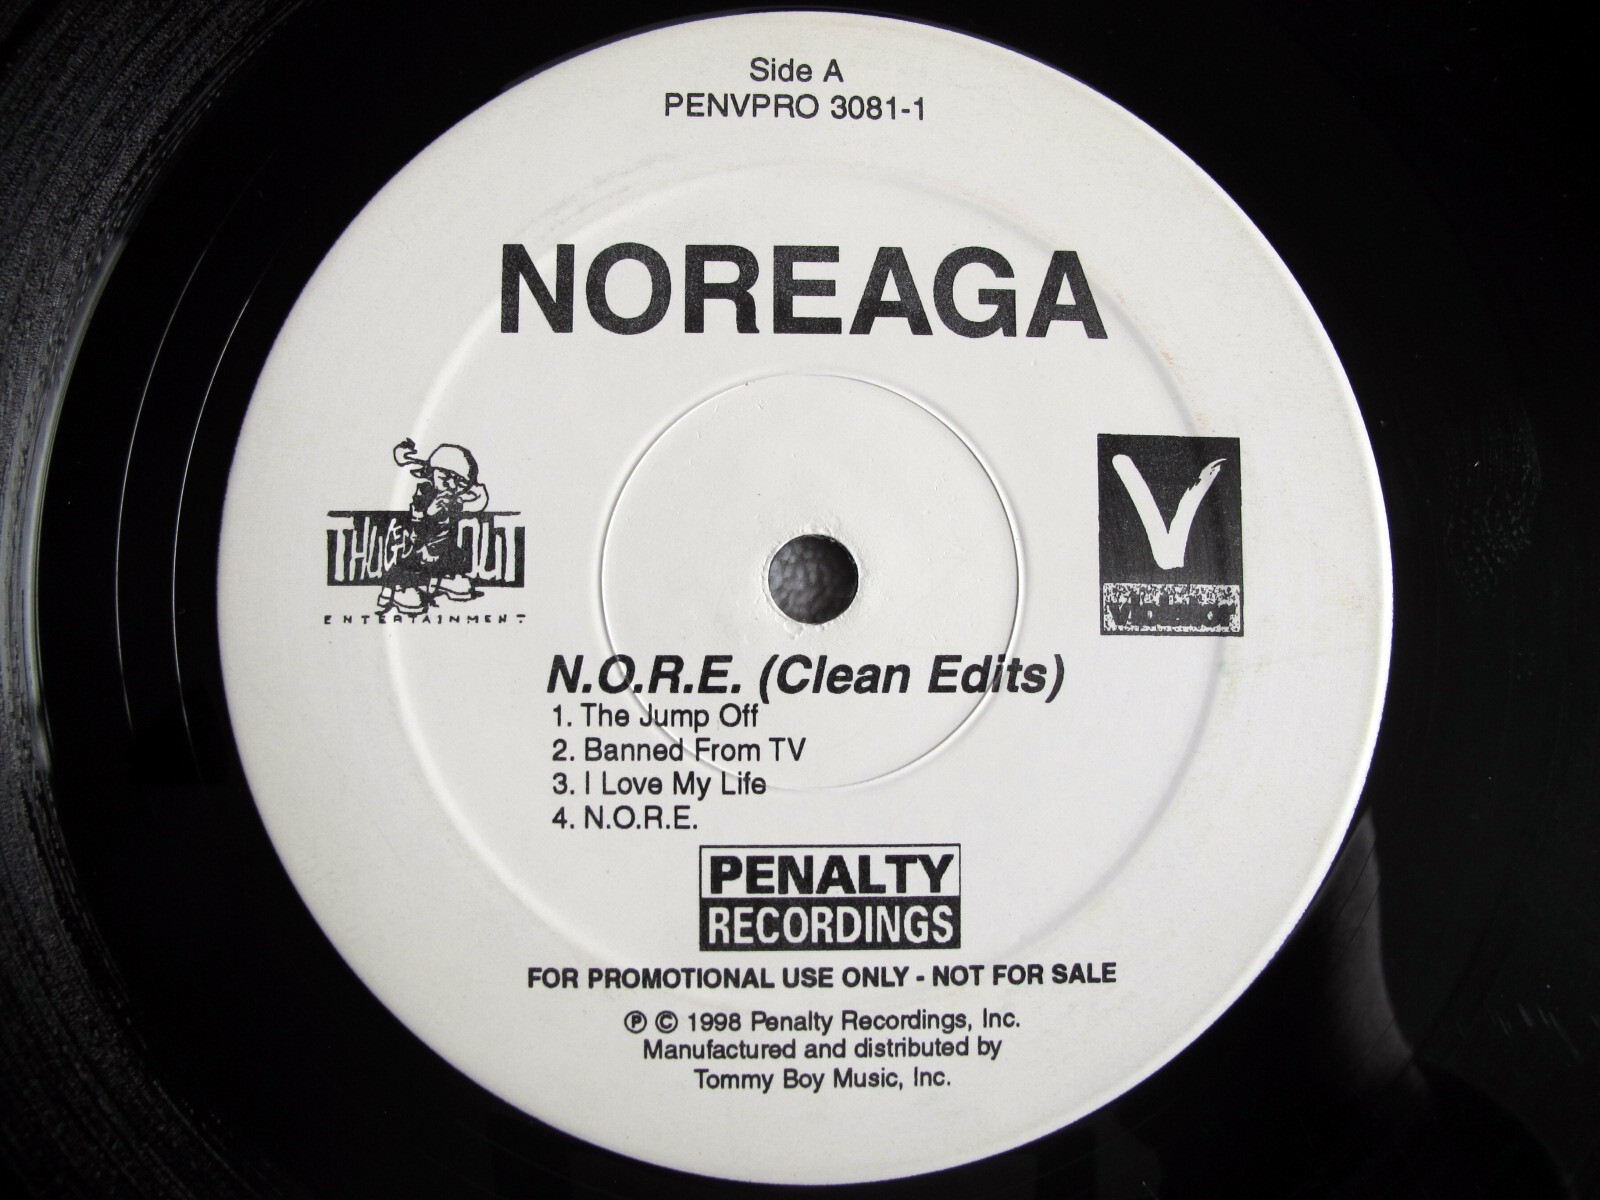 Side A
PENVPRO 3081-1
NOREAGA
THUGGED OUT
ENTERTAINMENT
V
N.O.R.E. (Clean Edits)
1. The Jump Off
2. Banned From TV
3. I Love My Life
4. N.O.R.E.
PENALTY
RECORDINGS
FOR PROMOTIONAL USE ONLY - NOT FOR SALE
℗ © 1998 Penalty Recordings, Inc.
Manufactured and distributed by
Tommy Boy Music, Inc.